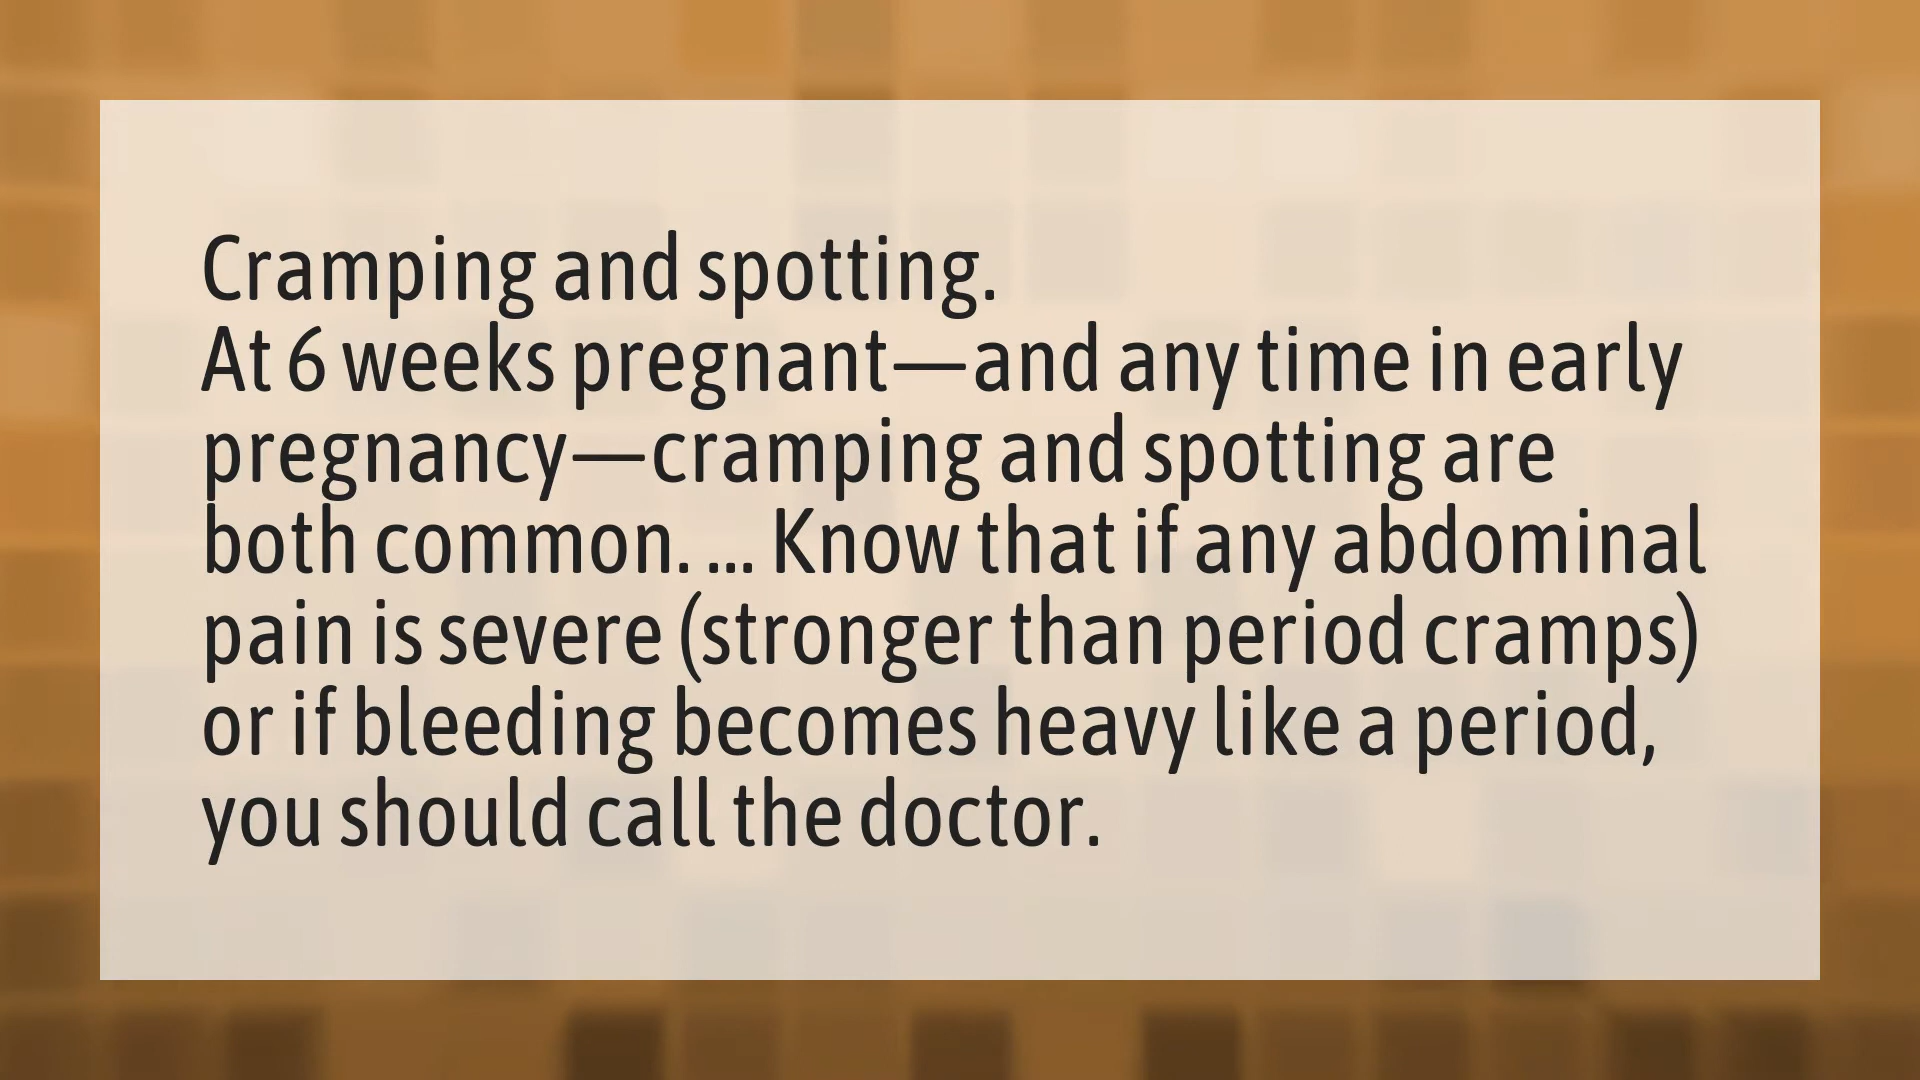 Cramping and spotting.
At 6 weeks pregnant—and any time in early
pregnancy—cramping and spotting are
both common. ... Know that if any abdominal
pain is severe (stronger than period cramps)
or if bleeding becomes heavy like a period,
you should call the doctor.